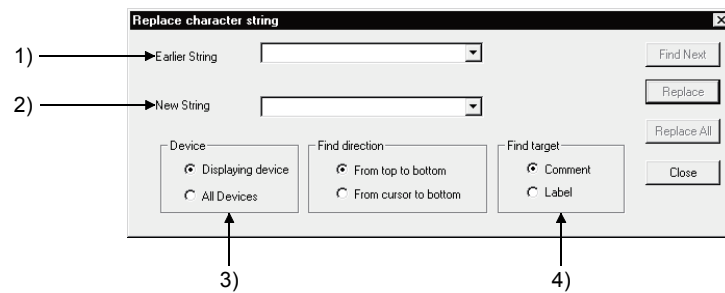 Replace character string
1) Earlier String Find Next
2) New String Replace
Replace All
Device Find direction Find target
Displaying device From top to bottom Comment Close
All Devices From cursor to bottom Label
3) 4)